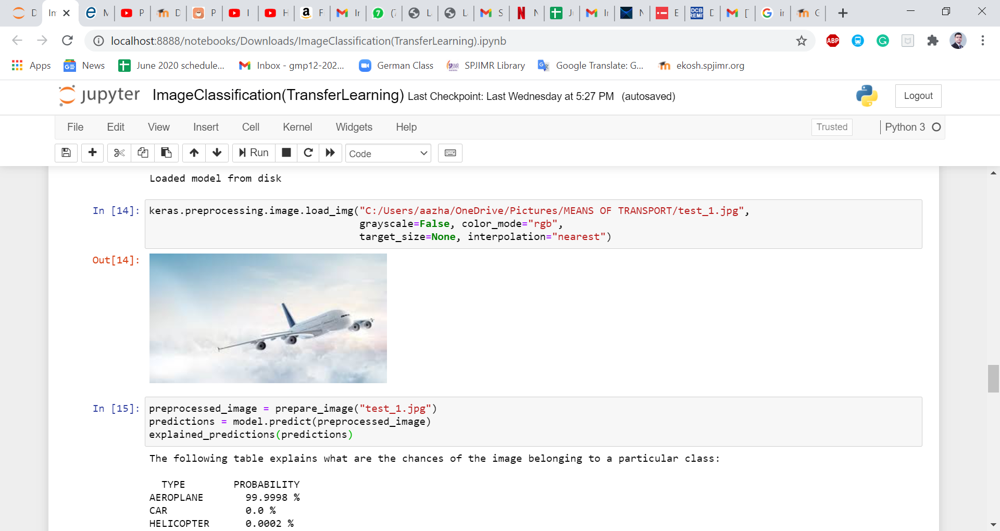 localhost:8888/notebooks/Downloads/ImageClassification(TransferLearning).ipynb
ABP
Apps
News
June 2020 schedule...
Inbox - gmp12-202...
German Class
SPJIMR Library
Google Translate: G...
ekosh.spjimr.org
jupyter
ImageClassification(TransferLearning) Last Checkpoint: Last Wednesday at 5:27 PM (autosaved)
Logout
File Edit View Insert Cell Kernel Widgets Help
Trusted
Python 3
Run
Code
Loaded model from disk
In [14]: keras.preprocessing.image.load_img("C:/Users/aazha/OneDrive/Pictures/MEANS OF TRANSPORT/test_1.jpg",
grayscale=False, color_mode="rgb",
target_size=None, interpolation="nearest")
Out[14]:
In [15]: preprocessed_image = prepare_image("test_1.jpg")
predictions = model.predict(preprocessed_image)
explained_predictions(predictions)
The following table explains what are the chances of the image belonging to a particular class:
TYPE PROBABILITY
AEROPLANE 99.9998 %
CAR 0.0 %
HELICOPTER 0.0002 %